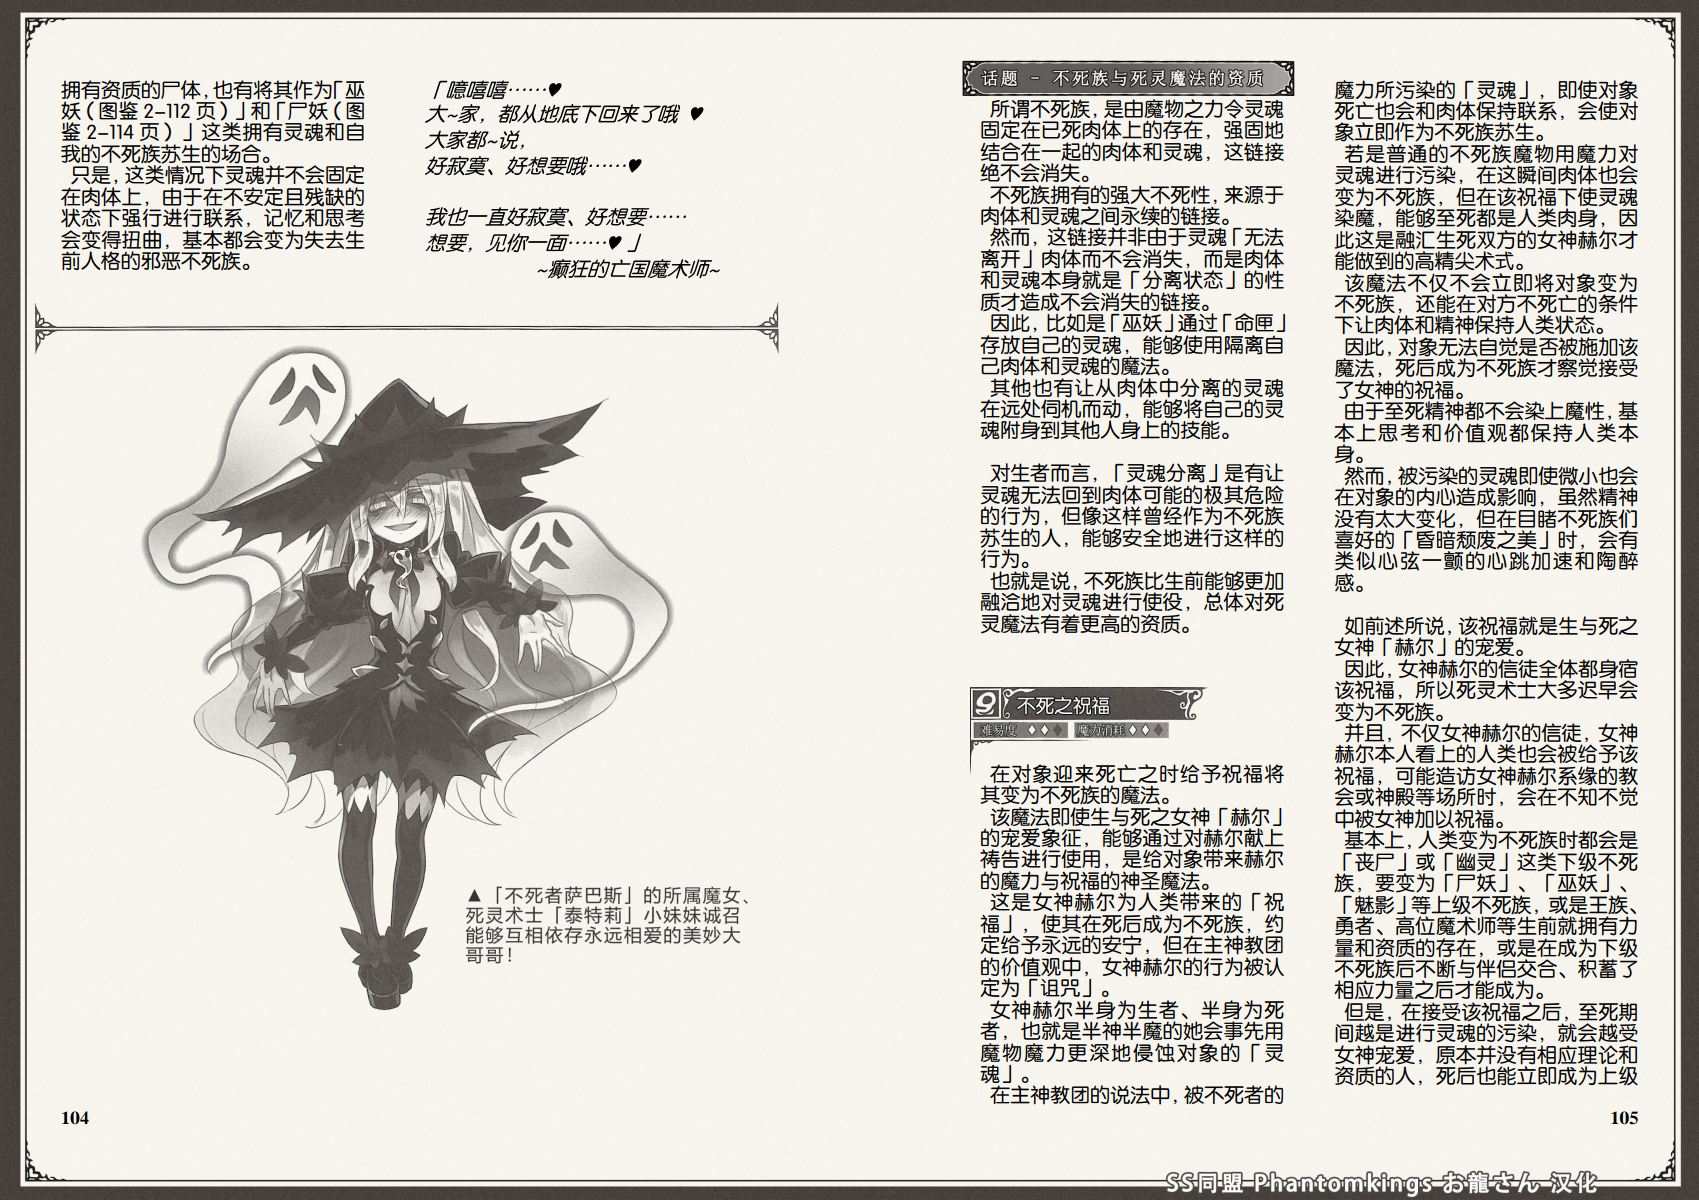 拥有资质的尸体，也有将其作为「巫
妖（图鉴 2-112 页）」和「尸妖（图
鉴 2-114 页）」这类拥有灵魂和自
我的不死族苏生的场合。
只是，这类情况下灵魂并不会固定
在肉体上，由于在不安定且残缺的
状态下强行进行联系，记忆和思考
会变得扭曲，基本都会变为失去生
前人格的邪恶不死族。
「噫嘻嘻……♥
大~家，都从地底下回来了哦 ♥
大家都~说，
好寂寞、好想要哦……♥
我也一直好寂寞、好想要……
想要，见你一面……♥ 」
~癫狂的亡国魔术师~
▲「不死者萨巴斯」的所属魔女、
死灵术士「泰特莉」小妹妹诚召
能够互相依存永远相爱的美妙大
哥哥！
104
话题 － 不死族与死灵魔法的资质
所谓不死族，是由魔物之力令灵魂
固定在已死肉体上的存在，强固地
结合在一起的肉体和灵魂，这链接
绝不会消失。
不死族拥有的强大不死性，来源于
肉体和灵魂之间永续的链接。
然而，这链接并非由于灵魂「无法
离开」肉体而不会消失，而是肉体
和灵魂本身就是「分离状态」的性
质才造成不会消失的链接。
因此，比如是「巫妖」通过「命匣」
存放自己的灵魂，能够使用隔离自
己肉体和灵魂的魔法。
其他也有让从肉体中分离的灵魂
在远处伺机而动，能够将自己的灵
魂附身到其他人身上的技能。
对生者而言，「灵魂分离」是有让
灵魂无法回到肉体可能的极其危险
的行为，但像这样曾经作为不死族
苏生的人，能够安全地进行这样的
行为。
也就是说，不死族比生前能够更加
融洽地对灵魂进行使役，总体对死
灵魔法有着更高的资质。
9 不死之祝福
难易度 ♦♦♦ 魔力消耗 ♦♦♦
在对象迎来死亡之时给予祝福将
其变为不死族的魔法。
该魔法即使生与死之女神「赫尔」
的宠爱象征，能够通过对赫尔献上
祷告进行使用，是给对象带来赫尔
的魔力与祝福的神圣魔法。
这是女神赫尔为人类带来的「祝
福」，使其在死后成为不死族，约
定给予永远的安宁，但在主神教团
的价值观中，女神赫尔的行为被认
定为「诅咒」。
女神赫尔半身为生者、半身为死
者，也就是半神半魔的她会事先用
魔物魔力更深地侵蚀对象的「灵
魂」。
在主神教团的说法中，被不死者的
魔力所污染的「灵魂」，即使对象
死亡也会和肉体保持联系，会使对
象立即作为不死族苏生。
若是普通的不死族魔物用魔力对
灵魂进行污染，在这瞬间肉体也会
变为不死族，但在该祝福下使灵魂
染魔，能够至死都是人类肉身，因
此这是融汇生死双方的女神赫尔才
能做到的高精尖术式。
该魔法不仅不会立即将对象变为
不死族，还能在对方不死亡的条件
下让肉体和精神保持人类状态。
因此，对象无法自觉是否被施加该
魔法，死后成为不死族才察觉接受
了女神的祝福。
由于至死精神都不会染上魔性，基
本上思考和价值观都保持人类本
身。
然而，被污染的灵魂即使微小也会
在对象的内心造成影响，虽然精神
没有太大变化，但在目睹不死族们
喜好的「昏暗颓废之美」时，会有
类似心弦一颤的心跳加速和陶醉
感。
如前述所说，该祝福就是生与死之
女神「赫尔」的宠爱。
因此，女神赫尔的信徒全体都身宿
该祝福，所以死灵术士大多迟早会
变为不死族。
并且，不仅女神赫尔的信徒，女神
赫尔本人看上的人类也会被给予该
祝福，可能造访女神赫尔系缘的教
会或神殿等场所时，会在不知不觉
中被女神加以祝福。
基本上，人类变为不死族时都会是
「丧尸」或「幽灵」这类下级不死
族，要变为「尸妖」、「巫妖」、
「魅影」等上级不死族，或是王族、
勇者、高位魔术师等生前就拥有力
量和资质的存在，或是在成为下级
不死族后不断与伴侣交合、积蓄了
相应力量之后才能成为。
但是，在接受该祝福之后，至死期
间越是进行灵魂的污染，就会越受
女神宠爱，原本并没有相应理论和
资质的人，死后也能立即成为上级
105
SS同盟 Phantomkings お龍さん 汉化